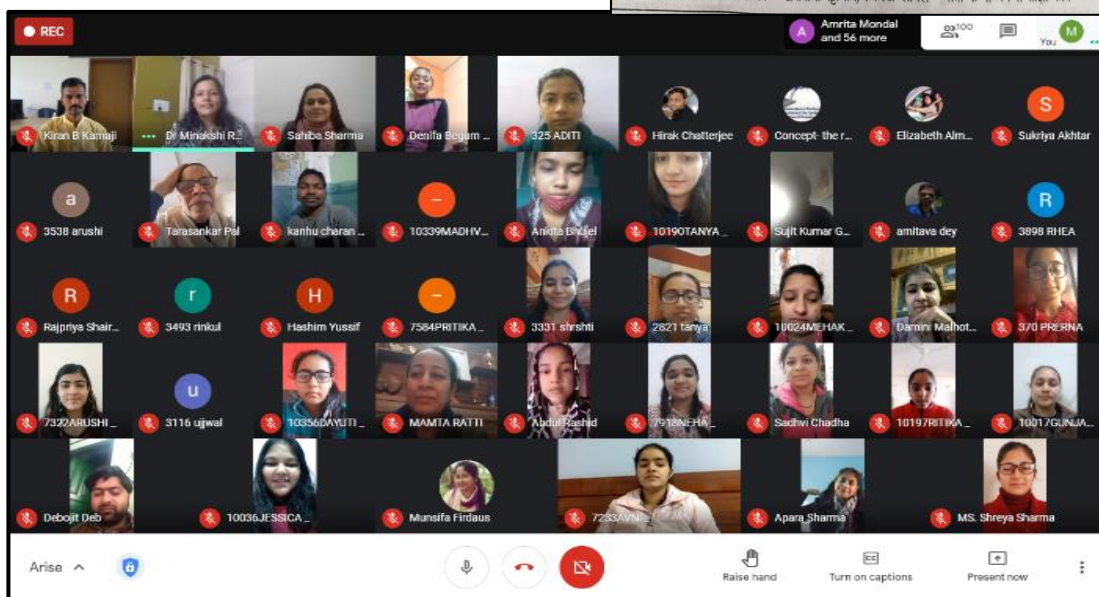 REC
Amrita Mondal
and 56 more
100
You
A
M
Kiran B Kamaji
Dr Minakshi R...
Sahiba Sharma
Denifa Begum ...
325 ADITI
Hirak Chatterjee
Concept- the r...
Elizabeth Alm...
S
Sukriya Akhtar
a
3538 arushi
Tarasankar Pal
kanhu charan ...
10339MADHV...
Ankita Bhujel
10190TANYA _
Sujit Kumar G...
amitava dey
R
3898 RHEA
R
Rajpriya Shair...
r
3493 rinkul
H
Hashim Yussif
7584PRITIKA _
3331 shrshti
2821 tanya
10024MEHAK _
Damini Malhot...
370 PRERNA
7322ARUSHI _
u
3116 ujjwal
10356DAYUTI _
MAMTA RATTI
Abdul Rashid
7918NEHA _
Sadhvi Chadha
10197RITIKA _
10017GUNJA...
Debojit Deb
10036JESSICA _
Munsifa Firdaus
7233AVNI _
Apara Sharma
MS. Shreya Sharma
Arise
Raise hand
CC
Turn on captions
Present now